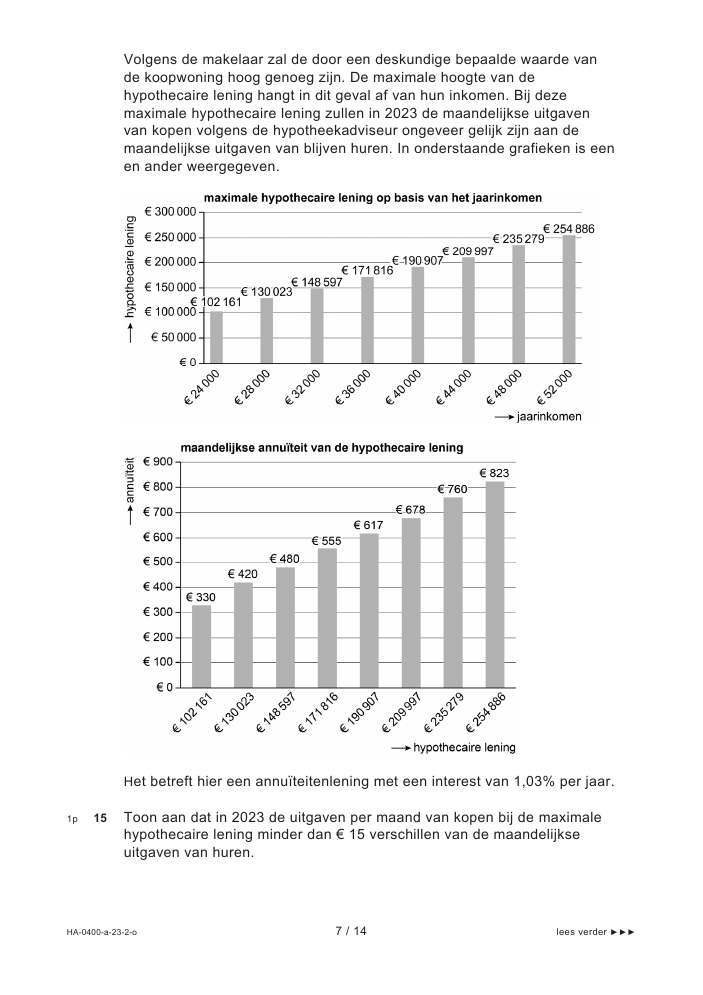 Volgens de makelaar zal de door een deskundige bepaalde waarde van
de koopwoning hoog genoeg zijn. De maximale hoogte van de
hypothecaire lening hangt in dit geval af van hun inkomen. Bij deze
maximale hypothecaire lening zullen in 2023 de maandelijkse uitgaven
van kopen volgens de hypotheekadviseur ongeveer gelijk zijn aan de
maandelijkse uitgaven van blijven huren. In onderstaande grafieken is een
en ander weergegeven.
maximale hypothecaire lening op basis van het jaarinkomen
hypothecaire lening
€ 300 000
€ 250 000
€ 200 000
€ 150 000
€ 100 000
€ 50 000
€ 0
€ 102 161
€ 130 023
€ 148 597
€ 171 816
€ 190 907
€ 209 997
€ 235 279
€ 254 886
€ 24 000
€ 28 000
€ 32 000
€ 36 000
€ 40 000
€ 44 000
€ 48 000
€ 52 000
jaarinkomen
maandelijkse annuïteit van de hypothecaire lening
annuïteit
€ 900
€ 800
€ 700
€ 600
€ 500
€ 400
€ 300
€ 200
€ 100
€ 0
€ 330
€ 420
€ 480
€ 555
€ 617
€ 678
€ 760
€ 823
€ 102 161
€ 130 023
€ 148 597
€ 171 816
€ 190 907
€ 209 997
€ 235 279
€ 254 886
hypothecaire lening
Het betreft hier een annuïteitenlening met een interest van 1,03% per jaar.
1p 15 Toon aan dat in 2023 de uitgaven per maand van kopen bij de maximale
hypothecaire lening minder dan € 15 verschillen van de maandelijkse
uitgaven van huren.
HA-0400-a-23-2-o 7 / 14 lees verder ►►►